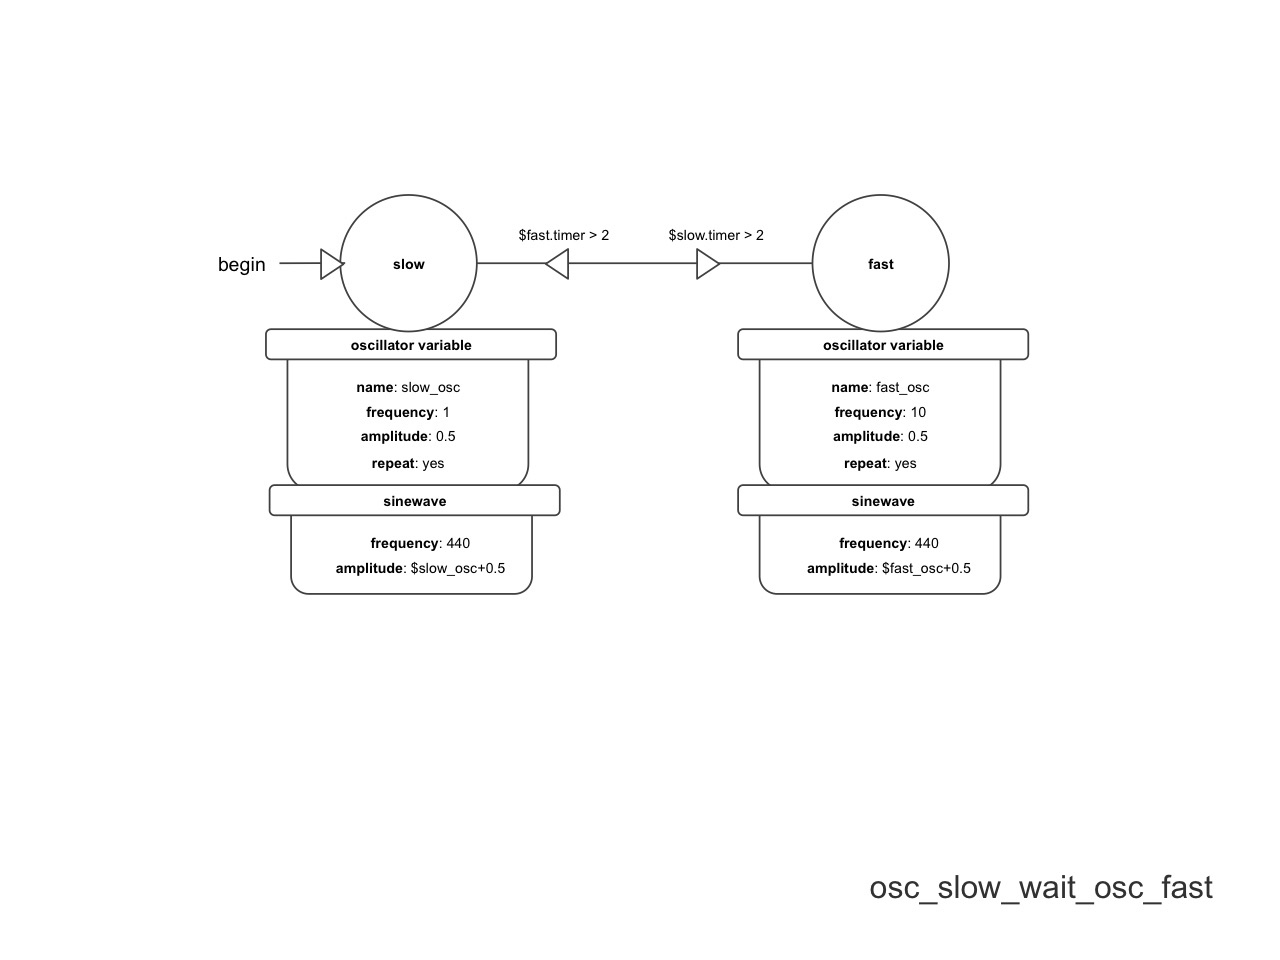 $fast.timer > 2
$slow.timer > 2
begin
slow
fast
oscillator variable
name: slow_osc
frequency: 1
amplitude: 0.5
repeat: yes
sinewave
frequency: 440
amplitude: $slow_osc+0.5
oscillator variable
name: fast_osc
frequency: 10
amplitude: 0.5
repeat: yes
sinewave
frequency: 440
amplitude: $fast_osc+0.5
osc_slow_wait_osc_fast